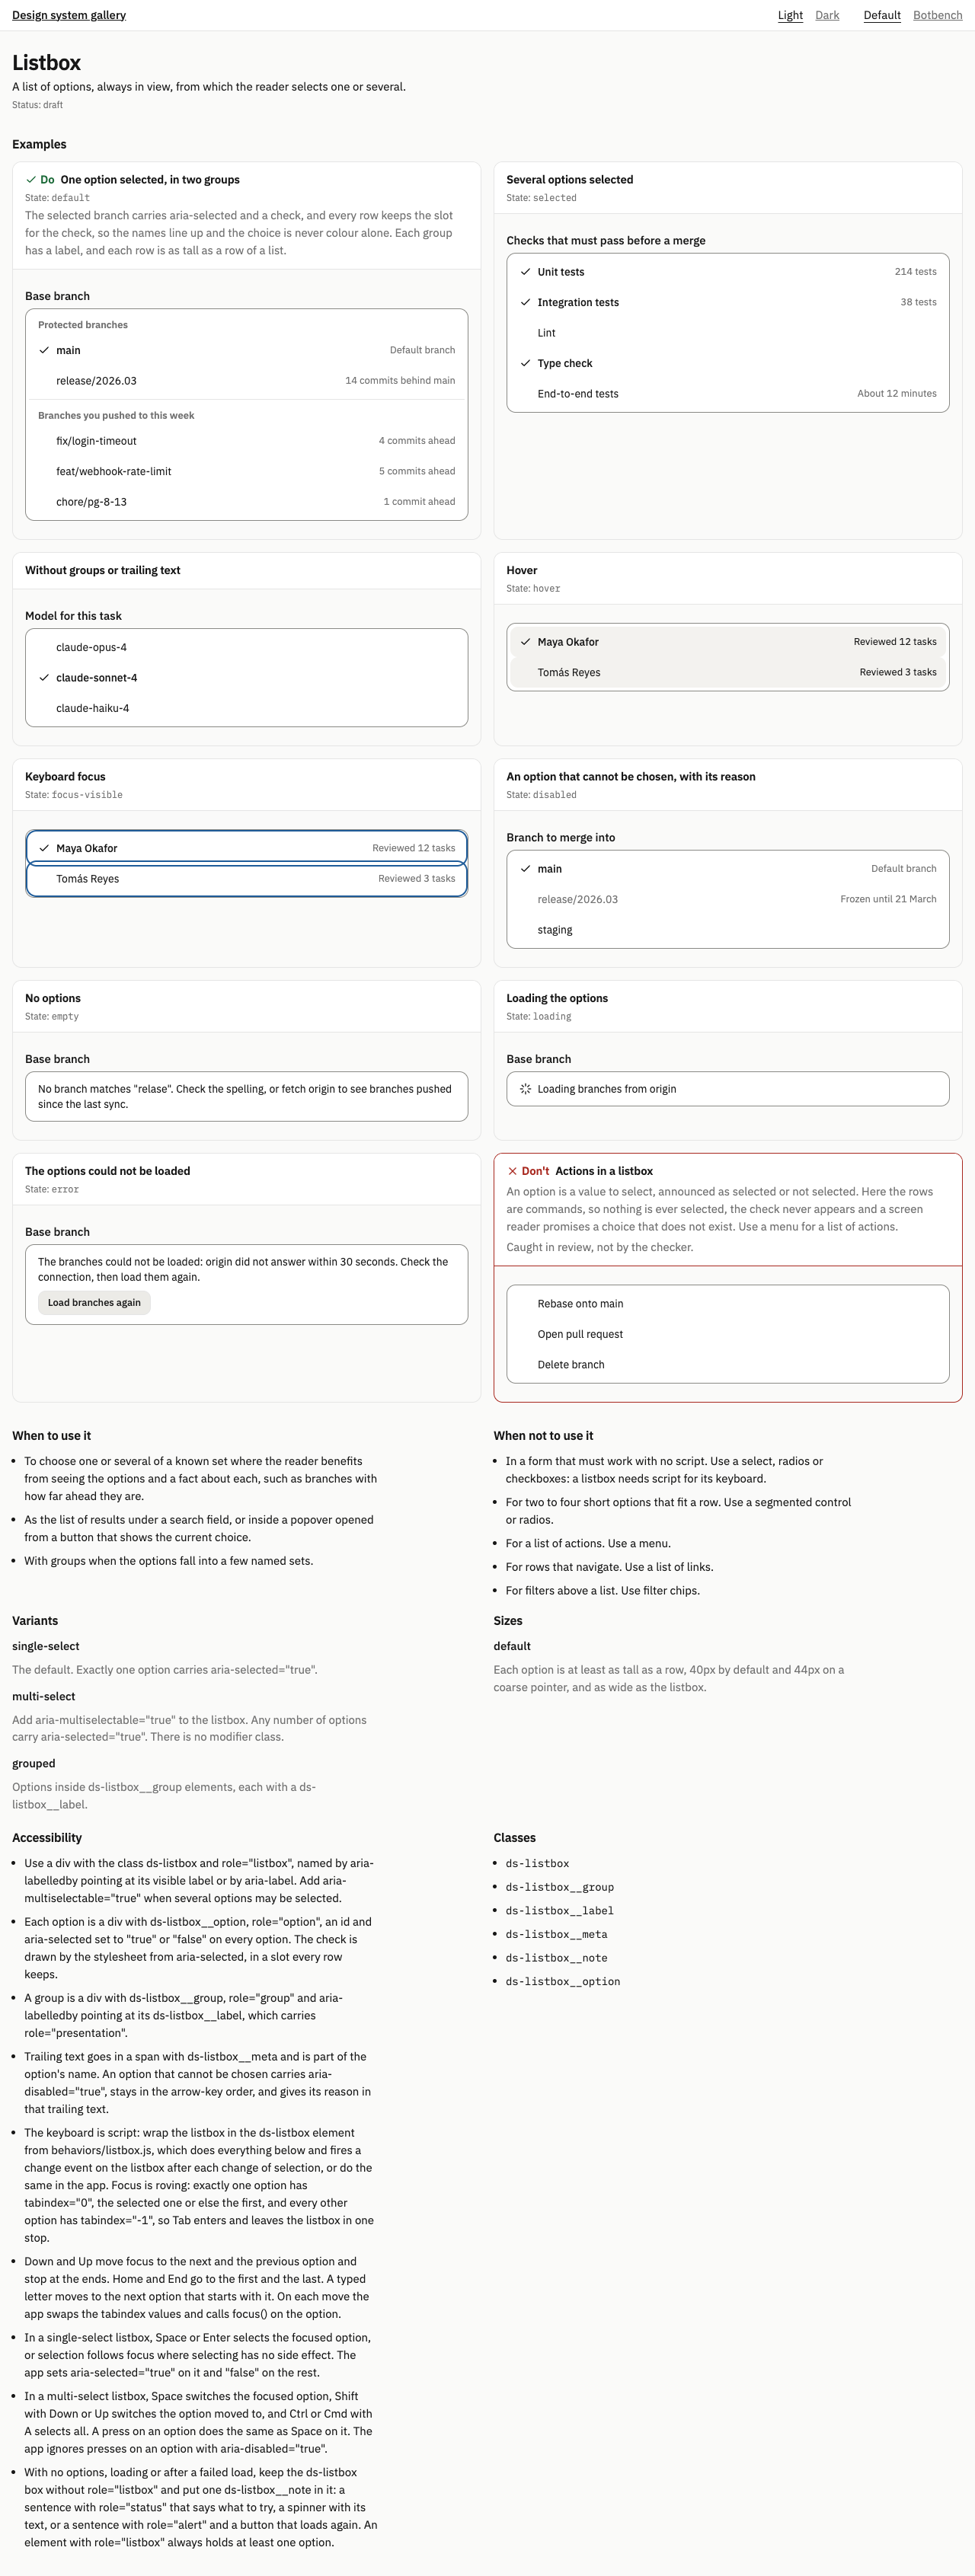 Design system gallery
Light Dark Default Botbench
Listbox
A list of options, always in view, from which the reader selects one or several.
Status: draft
Examples
Do One option selected, in two groups
State: default
The selected branch carries aria-selected and a check, and every row keeps the slot
for the check, so the names line up and the choice is never colour alone. Each group
has a label, and each row is as tall as a row of a list.
Base branch
Protected branches
main Default branch
release/2026.03 14 commits behind main
Branches you pushed to this week
fix/login-timeout 4 commits ahead
feat/webhook-rate-limit 5 commits ahead
chore/pg-8-13 1 commit ahead
Several options selected
State: selected
Checks that must pass before a merge
Unit tests 214 tests
Integration tests 38 tests
Lint
Type check
End-to-end tests About 12 minutes
Without groups or trailing text
Model for this task
claude-opus-4
claude-sonnet-4
claude-haiku-4
Hover
State: hover
Maya Okafor Reviewed 12 tasks
Tomás Reyes Reviewed 3 tasks
Keyboard focus
State: focus-visible
Maya Okafor Reviewed 12 tasks
Tomás Reyes Reviewed 3 tasks
An option that cannot be chosen, with its reason
State: disabled
Branch to merge into
main Default branch
release/2026.03 Frozen until 21 March
staging
No options
State: empty
Base branch
No branch matches "relase". Check the spelling, or fetch origin to see branches pushed
since the last sync.
Loading the options
State: loading
Base branch
Loading branches from origin
The options could not be loaded
State: error
Base branch
The branches could not be loaded: origin did not answer within 30 seconds. Check the
connection, then load them again.
Load branches again
Don't Actions in a listbox
An option is a value to select, announced as selected or not selected. Here the rows
are commands, so nothing is ever selected, the check never appears and a screen
reader promises a choice that does not exist. Use a menu for a list of actions.
Caught in review, not by the checker.
Rebase onto main
Open pull request
Delete branch
When to use it
To choose one or several of a known set where the reader benefits
from seeing the options and a fact about each, such as branches with
how far ahead they are.
As the list of results under a search field, or inside a popover opened
from a button that shows the current choice.
With groups when the options fall into a few named sets.
When not to use it
In a form that must work with no script. Use a select, radios or
checkboxes: a listbox needs script for its keyboard.
For two to four short options that fit a row. Use a segmented control
or radios.
For a list of actions. Use a menu.
For rows that navigate. Use a list of links.
For filters above a list. Use filter chips.
Variants
single-select
The default. Exactly one option carries aria-selected="true".
multi-select
Add aria-multiselectable="true" to the listbox. Any number of options
carry aria-selected="true". There is no modifier class.
grouped
Options inside ds-listbox__group elements, each with a ds-
listbox__label.
Sizes
default
Each option is at least as tall as a row, 40px by default and 44px on a
coarse pointer, and as wide as the listbox.
Accessibility
Use a div with the class ds-listbox and role="listbox", named by aria-
labelledby pointing at its visible label or by aria-label. Add aria-
multiselectable="true" when several options may be selected.
Each option is a div with ds-listbox__option, role="option", an id and
aria-selected set to "true" or "false" on every option. The check is
drawn by the stylesheet from aria-selected, in a slot every row
keeps.
A group is a div with ds-listbox__group, role="group" and aria-
labelledby pointing at its ds-listbox__label, which carries
role="presentation".
Trailing text goes in a span with ds-listbox__meta and is part of the
option's name. An option that cannot be chosen carries aria-
disabled="true", stays in the arrow-key order, and gives its reason in
that trailing text.
The keyboard is script: wrap the listbox in the ds-listbox element
from behaviors/listbox.js, which does everything below and fires a
change event on the listbox after each change of selection, or do the
same in the app. Focus is roving: exactly one option has
tabindex="0", the selected one or else the first, and every other
option has tabindex="-1", so Tab enters and leaves the listbox in one
stop.
Down and Up move focus to the next and the previous option and
stop at the ends. Home and End go to the first and the last. A typed
letter moves to the next option that starts with it. On each move the
app swaps the tabindex values and calls focus() on the option.
In a single-select listbox, Space or Enter selects the focused option,
or selection follows focus where selecting has no side effect. The
app sets aria-selected="true" on it and "false" on the rest.
In a multi-select listbox, Space switches the focused option, Shift
with Down or Up switches the option moved to, and Ctrl or Cmd with
A selects all. A press on an option does the same as Space on it. The
app ignores presses on an option with aria-disabled="true".
With no options, loading or after a failed load, keep the ds-listbox
box without role="listbox" and put one ds-listbox__note in it: a
sentence with role="status" that says what to try, a spinner with its
text, or a sentence with role="alert" and a button that loads again. An
element with role="listbox" always holds at least one option.
Classes
ds-listbox
ds-listbox__group
ds-listbox__label
ds-listbox__meta
ds-listbox__note
ds-listbox__option